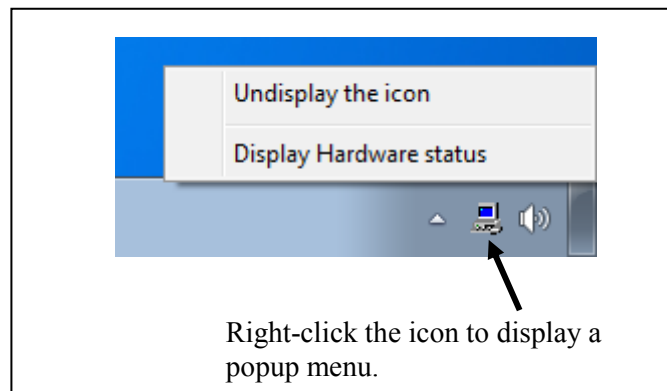 Undisplay the icon
Display Hardware status
Right-click the icon to display a
popup menu.